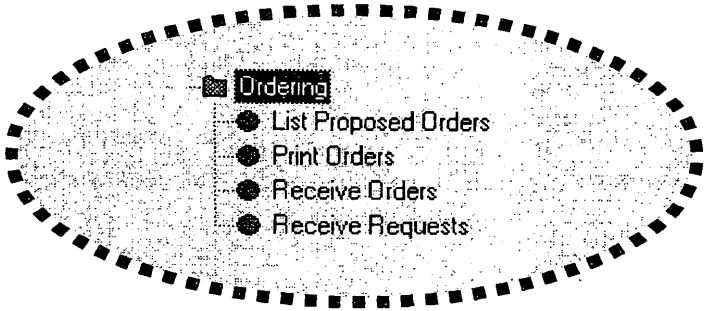 Ordering
List Proposed Orders
Print Orders
Receive Orders
Receive Requests